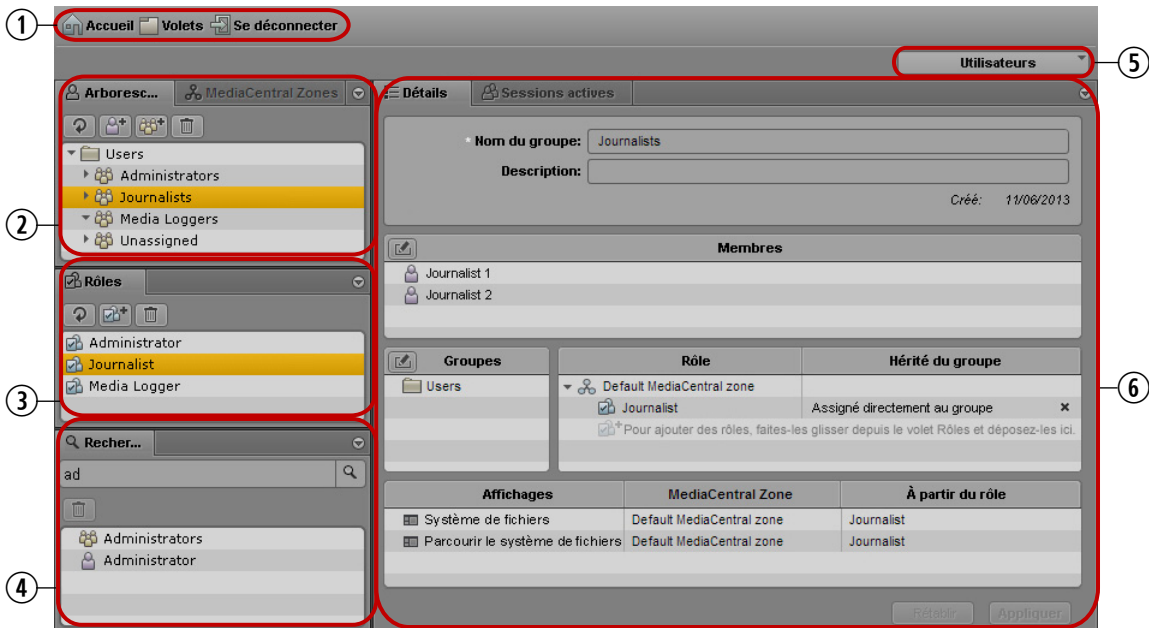 1
Accueil Volets Se déconnecter
Utilisateurs
5
Arboresc... MediaCentral Zones
Users
Administrators
Journalists
Media Loggers
Unassigned
2
Rôles
Administrator
Journalist
Media Logger
3
Recher...
ad
Administrators
Administrator
4
Détails Sessions actives
* Nom du groupe: Journalists
Description:
Créé: 11/06/2013
Membres
Journalist 1
Journalist 2
Groupes
Users
Rôle Hérité du groupe
Default MediaCentral zone
Journalist Assigné directement au groupe
Pour ajouter des rôles, faites-les glisser depuis le volet Rôles et déposez-les ici.
6
Affichages MediaCentral Zone À partir du rôle
Système de fichiers Default MediaCentral zone Journalist
Parcourir le système de fichiers Default MediaCentral zone Journalist
Rétablir Appliquer